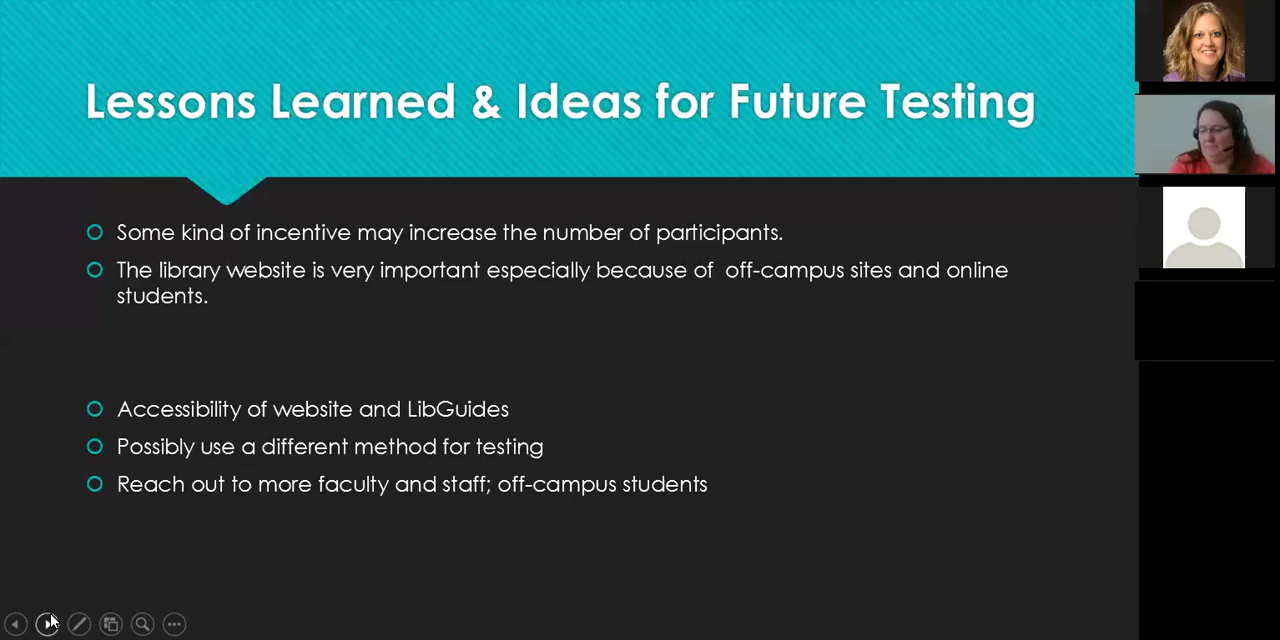 Lessons Learned & Ideas for Future Testing
Some kind of incentive may increase the number of participants.
The library website is very important especially because of off-campus sites and online
students.
Accessibility of website and LibGuides
Possibly use a different method for testing
Reach out to more faculty and staff; off-campus students